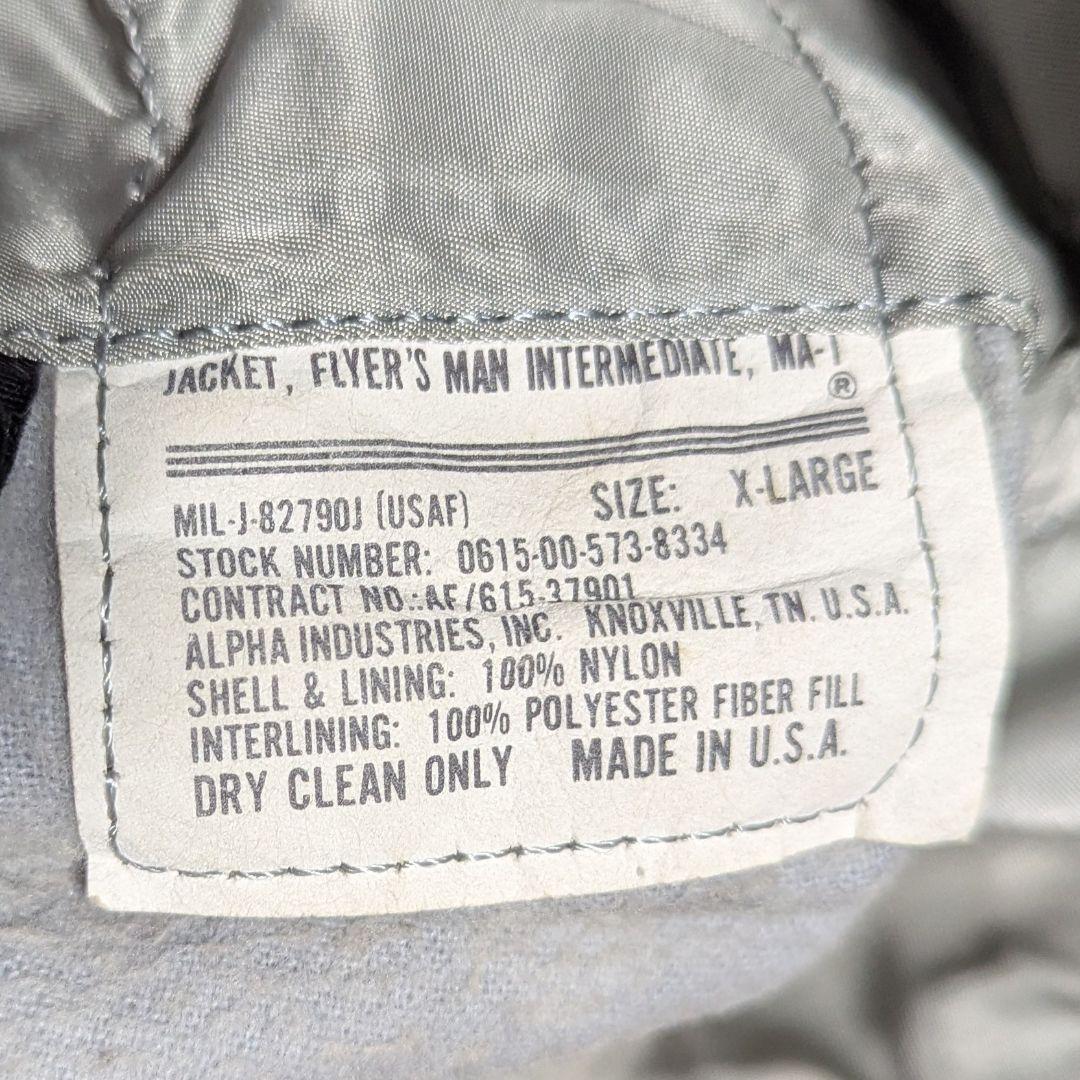 JACKET, FLYER'S MAN INTERMEDIATE, MA-1
®
MIL-J-82790J (USAF) SIZE: X-LARGE
STOCK NUMBER: 0615-00-573-8334
CONTRACT NO.:AF/615-37901
ALPHA INDUSTRIES, INC. KNOXVILLE, TN. U.S.A.
SHELL & LINING: 100% NYLON
INTERLINING: 100% POLYESTER FIBER FILL
DRY CLEAN ONLY MADE IN U.S.A.